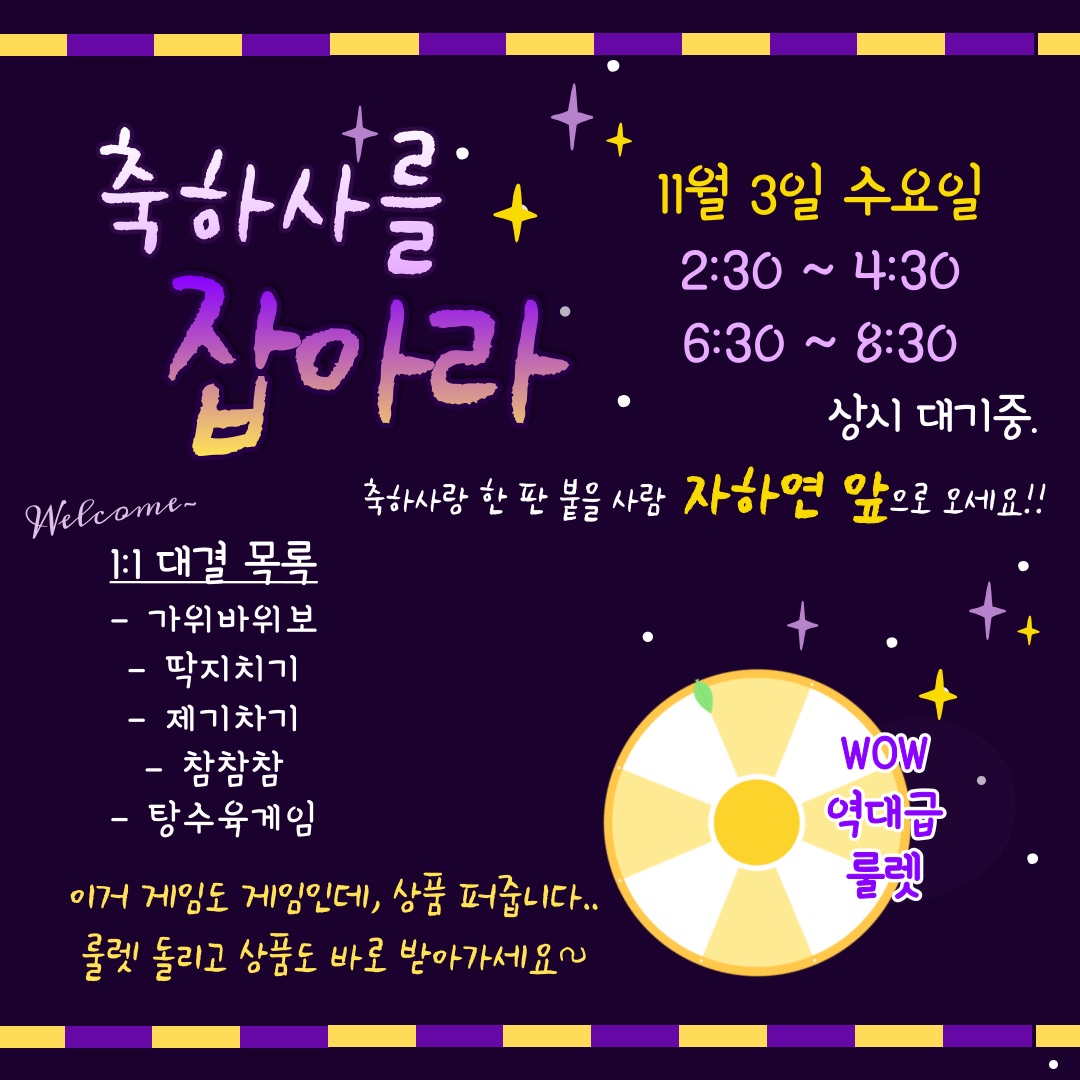 축하사를
잡아라
11월 3일 수요일
2:30 ~ 4:30
6:30 ~ 8:30
상시 대기중.
축하사랑 한 판 붙을 사람 자하연 앞으로 오세요!!
Welcome~
1:1 대결 목록
- 가위바위보
- 딱지치기
- 제기차기
- 참참참
- 탕수육게임
WOW
역대급
룰렛
이거 게임도 게임인데, 상품 퍼줍니다..
룰렛 돌리고 상품도 바로 받아가세요~